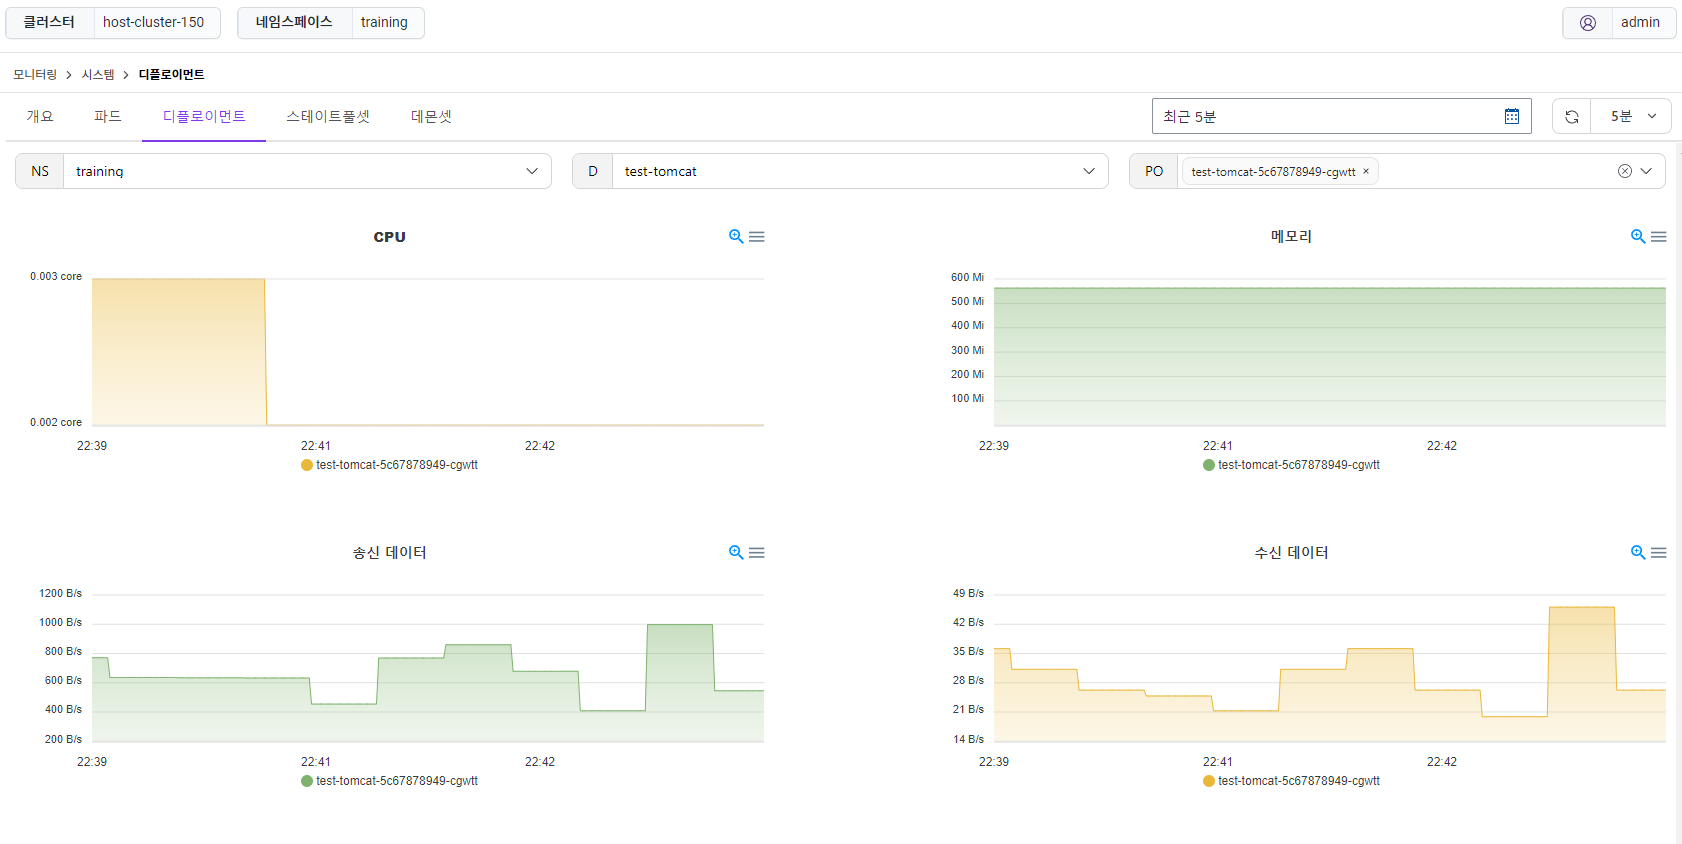 클러스터 host-cluster-150 네임스페이스 training admin
모니터링 > 시스템 > 디플로이먼트
개요 파드 디플로이먼트 스테이트풀셋 데몬셋 최근 5분 5분
NS training D test-tomcat PO test-tomcat-5c67878949-cgwtt ×
CPU
0.003 core
0.002 core
22:39 22:41 22:42
test-tomcat-5c67878949-cgwtt
메모리
600 Mi
500 Mi
400 Mi
300 Mi
200 Mi
100 Mi
22:39 22:41 22:42
test-tomcat-5c67878949-cgwtt
송신 데이터
1200 B/s
1000 B/s
800 B/s
600 B/s
400 B/s
200 B/s
22:39 22:41 22:42
test-tomcat-5c67878949-cgwtt
수신 데이터
49 B/s
42 B/s
35 B/s
28 B/s
21 B/s
14 B/s
22:39 22:41 22:42
test-tomcat-5c67878949-cgwtt